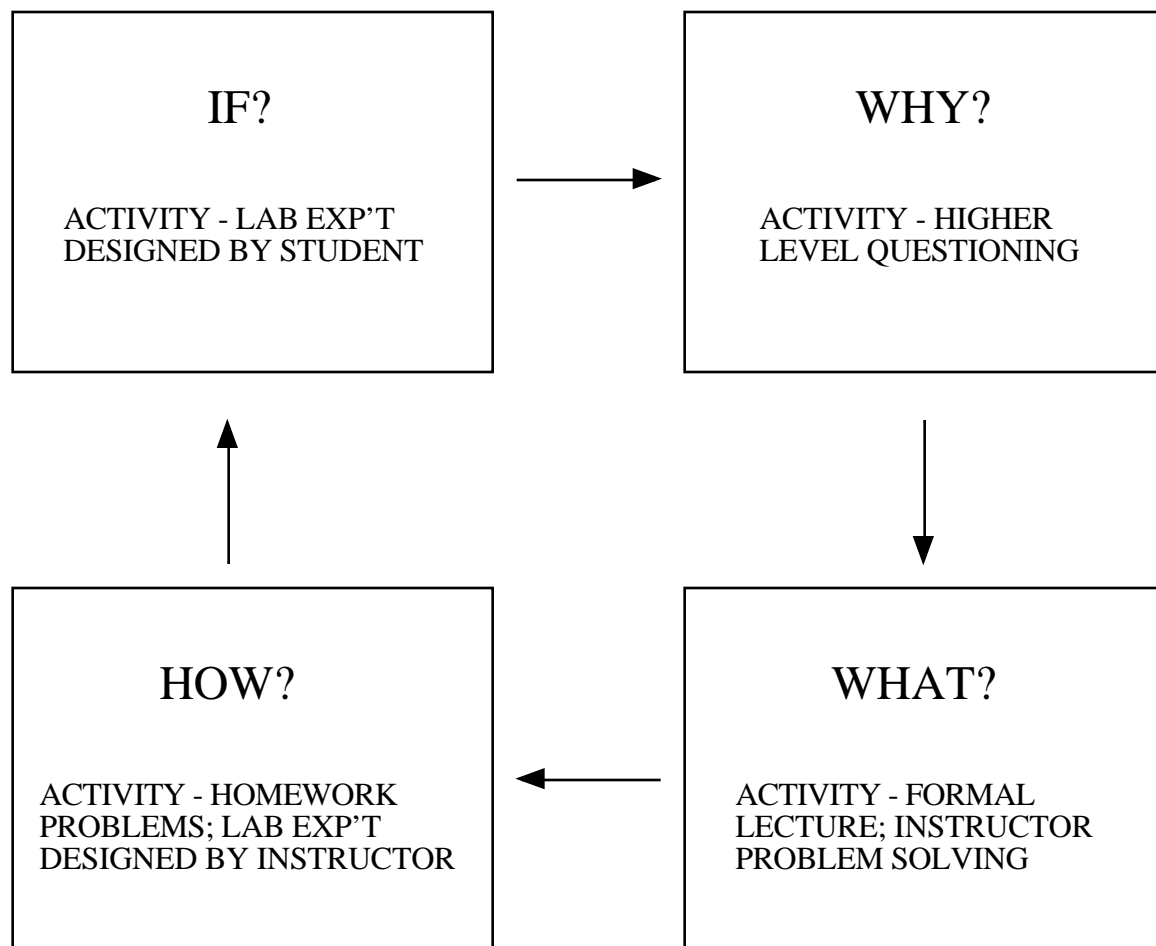 IF?
ACTIVITY - LAB EXP’T
DESIGNED BY STUDENT
WHY?
ACTIVITY - HIGHER
LEVEL QUESTIONING
HOW?
ACTIVITY - HOMEWORK
PROBLEMS; LAB EXP’T
DESIGNED BY INSTRUCTOR
WHAT?
ACTIVITY - FORMAL
LECTURE; INSTRUCTOR
PROBLEM SOLVING